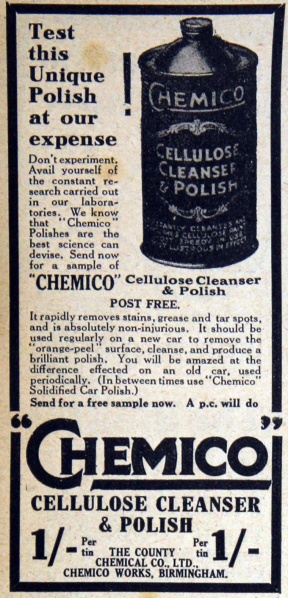 Test
this
Unique
Polish
at our
expense
!
Don't experiment.
Avail yourself of
the constant re-
search carried out
in our labora-
tories. We know
that "Chemico"
Polishes are the
best science can
devise. Send now
for a sample of
CHEMICO
CELLULOSE
CLEANSER
& POLISH
"CHEMICO" Cellulose Cleanser
& Polish
POST FREE.
It rapidly removes stains, grease and tar spots,
and is absolutely non-injurious. It should be
used regularly on a new car to remove the
"orange-peel" surface, cleanse, and produce a
brilliant polish. You will be amazed at the
difference effected on an old car, used
periodically. (In between times use "Chemico"
Solidified Car Polish.)
Send for a free sample now. A p.c. will do
"CHEMICO"
CELLULOSE CLEANSER
& POLISH
1/- Per tin THE COUNTY Per tin 1/-
CHEMICAL CO., LTD.,
CHEMICO WORKS, BIRMINGHAM.